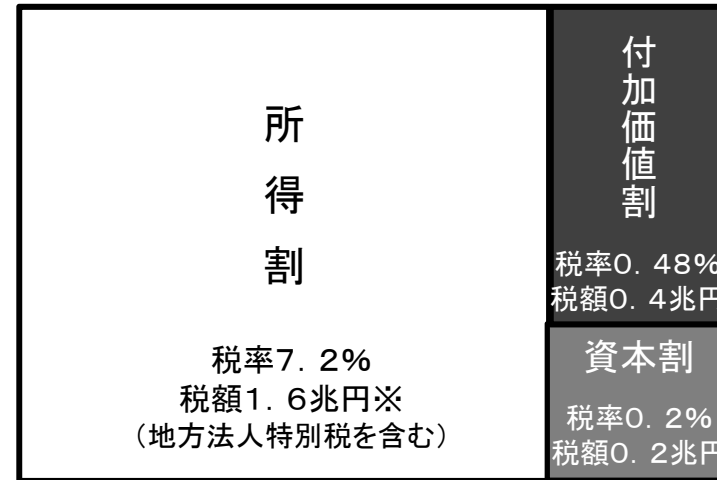 所得割
税率7．2％
税額1．6兆円※
（地方法人特別税を含む）
付加価値割
税率0．48％
税額0．4兆円
資本割
税率0．2％
税額0．2兆円